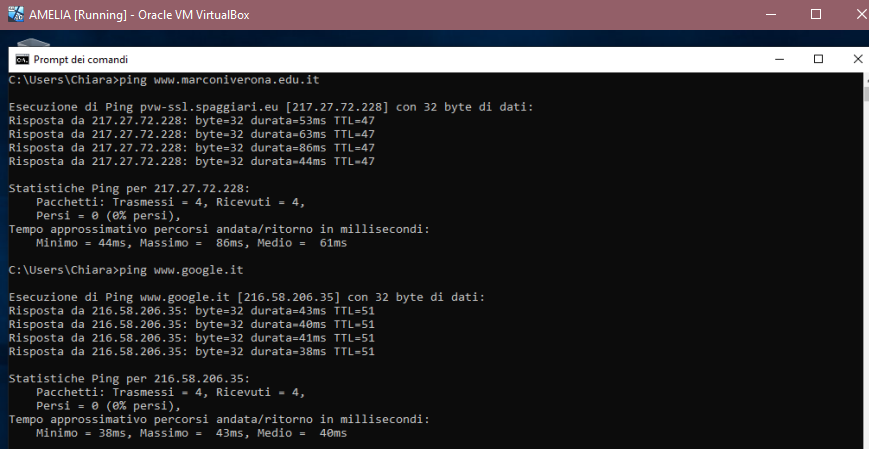 AMELIA [Running] - Oracle VM VirtualBox
Prompt dei comandi
C:\Users\Chiara>ping www.marconiverona.edu.it
Esecuzione di Ping pvw-ssl.spaggiari.eu [217.27.72.228] con 32 byte di dati:
Risposta da 217.27.72.228: byte=32 durata=53ms TTL=47
Risposta da 217.27.72.228: byte=32 durata=63ms TTL=47
Risposta da 217.27.72.228: byte=32 durata=86ms TTL=47
Risposta da 217.27.72.228: byte=32 durata=44ms TTL=47
Statistiche Ping per 217.27.72.228:
    Pacchetti: Trasmessi = 4, Ricevuti = 4,
    Persi = 0 (0% persi),
Tempo approssimativo percorsi andata/ritorno in millisecondi:
    Minimo = 44ms, Massimo =  86ms, Medio =  61ms
C:\Users\Chiara>ping www.google.it
Esecuzione di Ping www.google.it [216.58.206.35] con 32 byte di dati:
Risposta da 216.58.206.35: byte=32 durata=43ms TTL=51
Risposta da 216.58.206.35: byte=32 durata=40ms TTL=51
Risposta da 216.58.206.35: byte=32 durata=41ms TTL=51
Risposta da 216.58.206.35: byte=32 durata=38ms TTL=51
Statistiche Ping per 216.58.206.35:
    Pacchetti: Trasmessi = 4, Ricevuti = 4,
    Persi = 0 (0% persi),
Tempo approssimativo percorsi andata/ritorno in millisecondi:
    Minimo = 38ms, Massimo =  43ms, Medio =  40ms